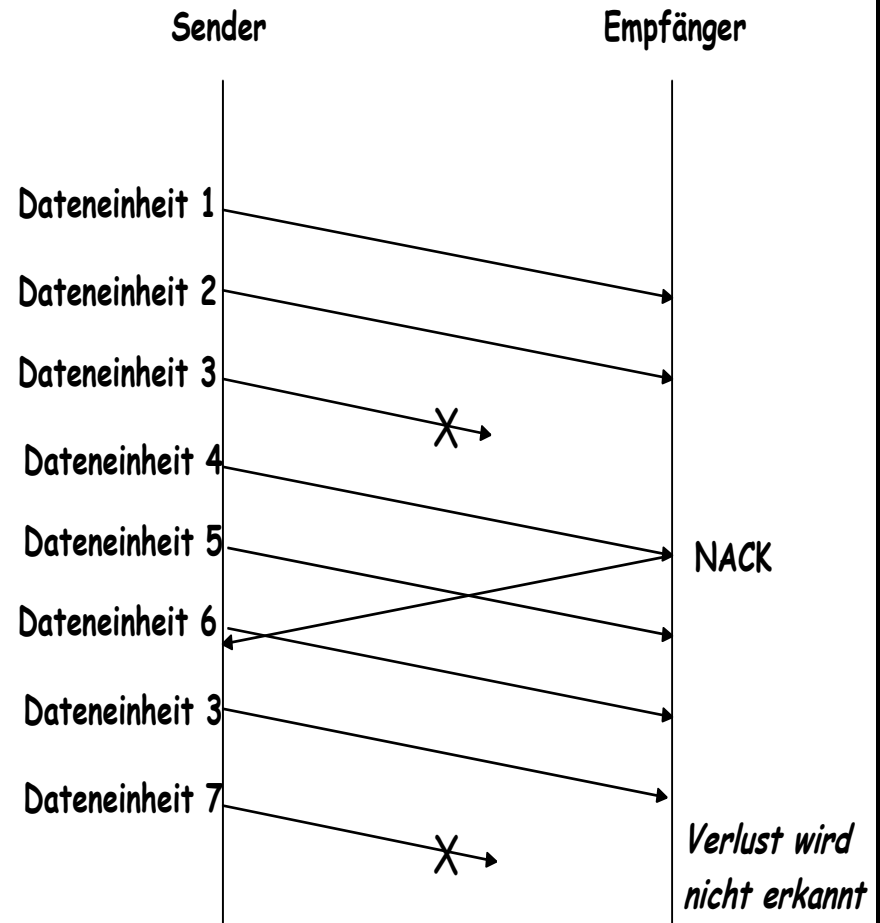 Sender
Empfänger
Dateneinheit 1
Dateneinheit 2
Dateneinheit 3
Dateneinheit 4
Dateneinheit 5
NACK
Dateneinheit 6
Dateneinheit 3
Dateneinheit 7
Verlust wird
nicht erkannt